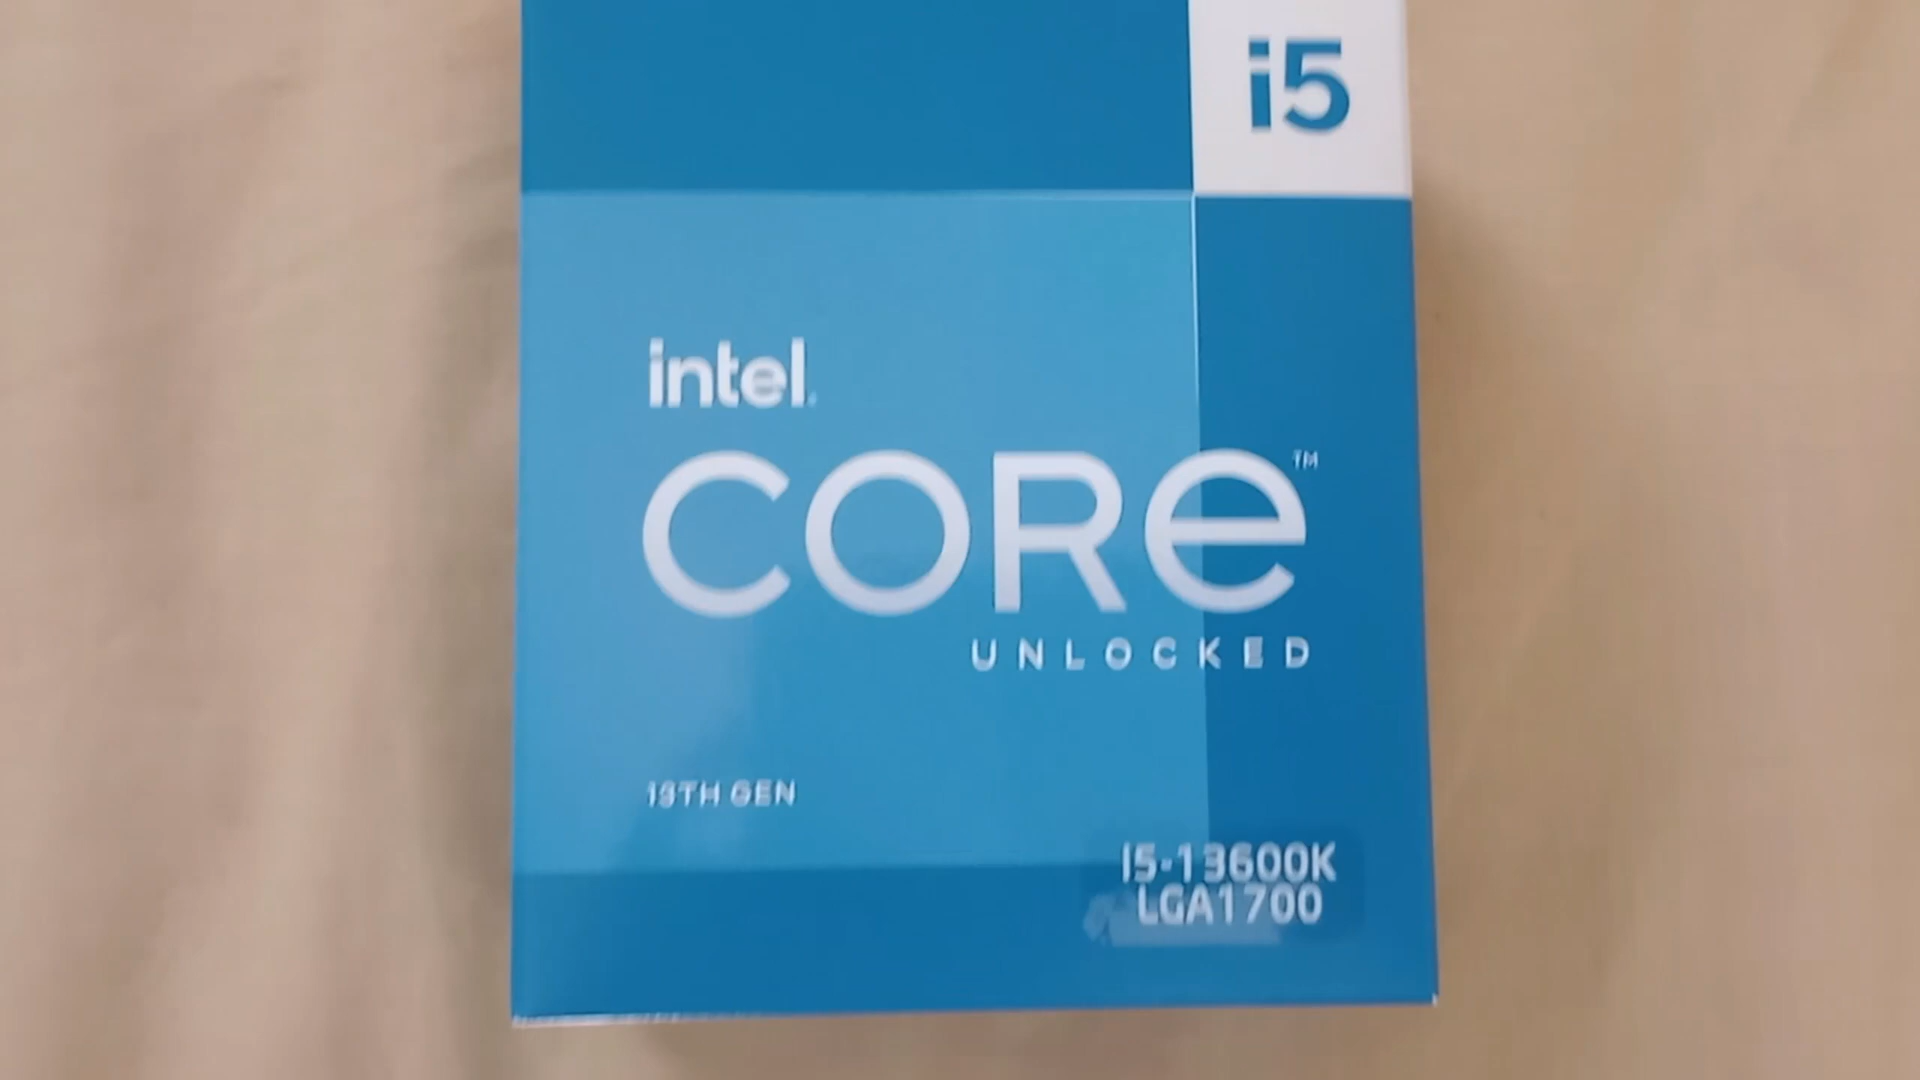 i5
intel.
CORe™
UNLOCKED
13TH GEN
I5-13600K
LGA1700